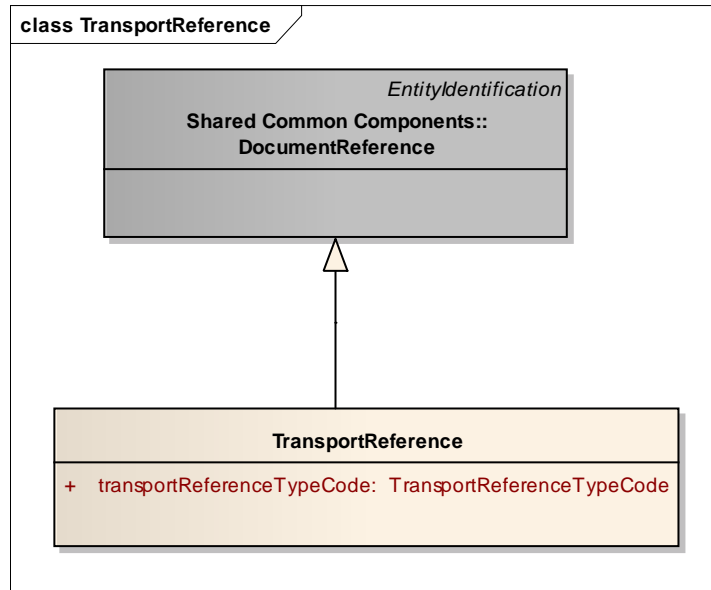 class TransportReference
EntityIdentification
Shared Common Components::
DocumentReference
TransportReference
+ transportReferenceTypeCode: TransportReferenceTypeCode